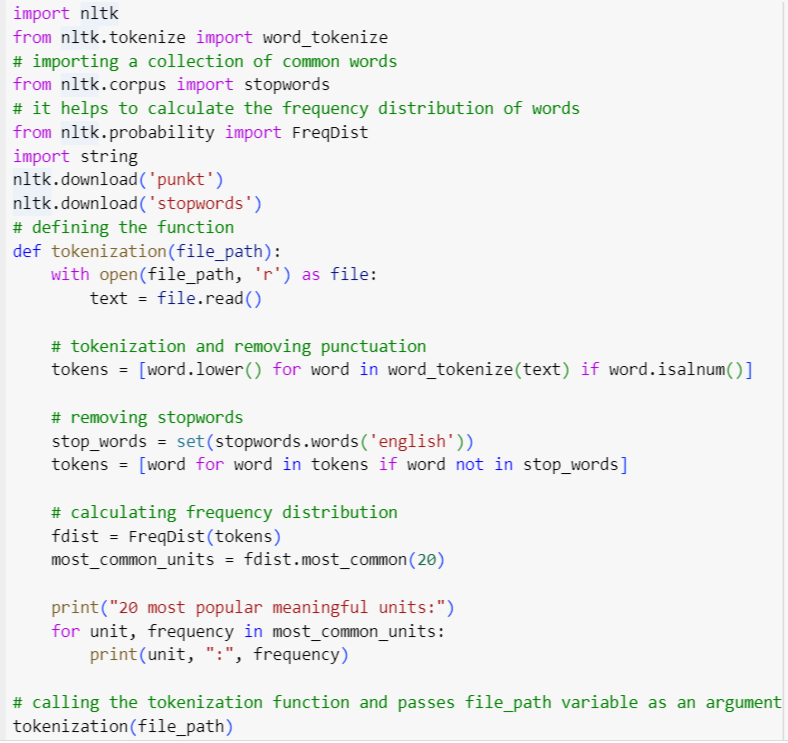 import nltk
from nltk.tokenize import word_tokenize
# importing a collection of common words
from nltk.corpus import stopwords
# it helps to calculate the frequency distribution of words
from nltk.probability import FreqDist
import string
nltk.download('punkt')
nltk.download('stopwords')
# defining the function
def tokenization(file_path):
    with open(file_path, 'r') as file:
        text = file.read()

    # tokenization and removing punctuation
    tokens = [word.lower() for word in word_tokenize(text) if word.isalnum()]

    # removing stopwords
    stop_words = set(stopwords.words('english'))
    tokens = [word for word in tokens if word not in stop_words]

    # calculating frequency distribution
    fdist = FreqDist(tokens)
    most_common_units = fdist.most_common(20)

    print("20 most popular meaningful units:")
    for unit, frequency in most_common_units:
        print(unit, ":", frequency)

# calling the tokenization function and passes file_path variable as an argument
tokenization(file_path)